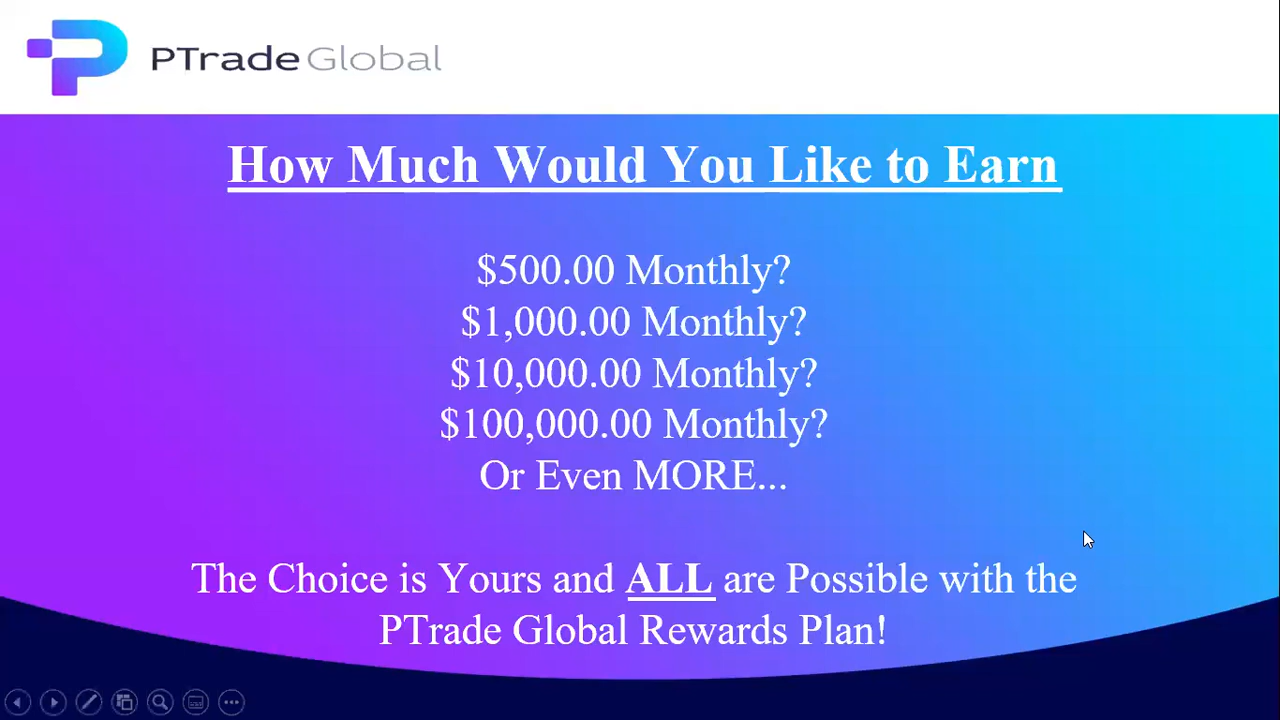 PTrade Global
How Much Would You Like to Earn
$500.00 Monthly?
$1,000.00 Monthly?
$10,000.00 Monthly?
$100,000.00 Monthly?
Or Even MORE...
The Choice is Yours and ALL are Possible with the
PTrade Global Rewards Plan!